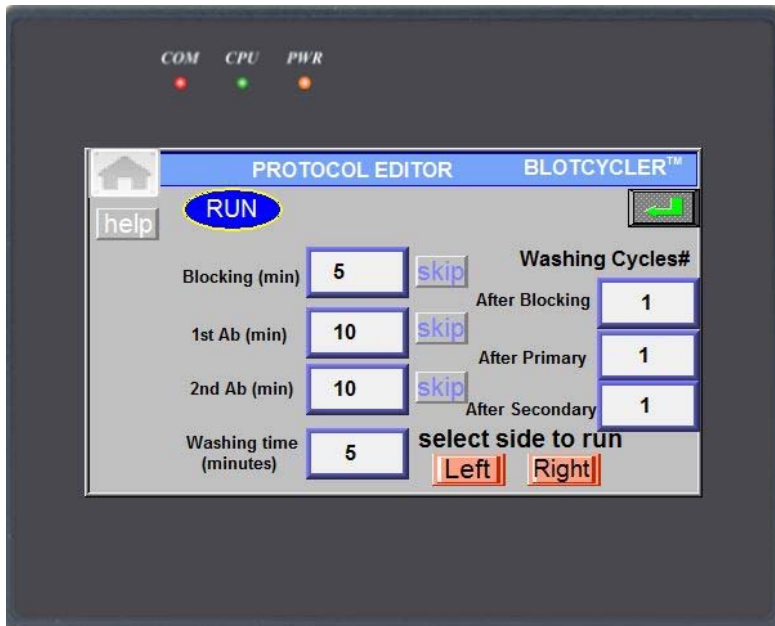 COM CPU PWR
PROTOCOL EDITOR BLOTCYCLER™
help
RUN
Washing Cycles#
Blocking (min) 5 skip
After Blocking 1
1st Ab (min) 10 skip
After Primary 1
2nd Ab (min) 10 skip
After Secondary 1
Washing time
(minutes) 5
select side to run
Left Right